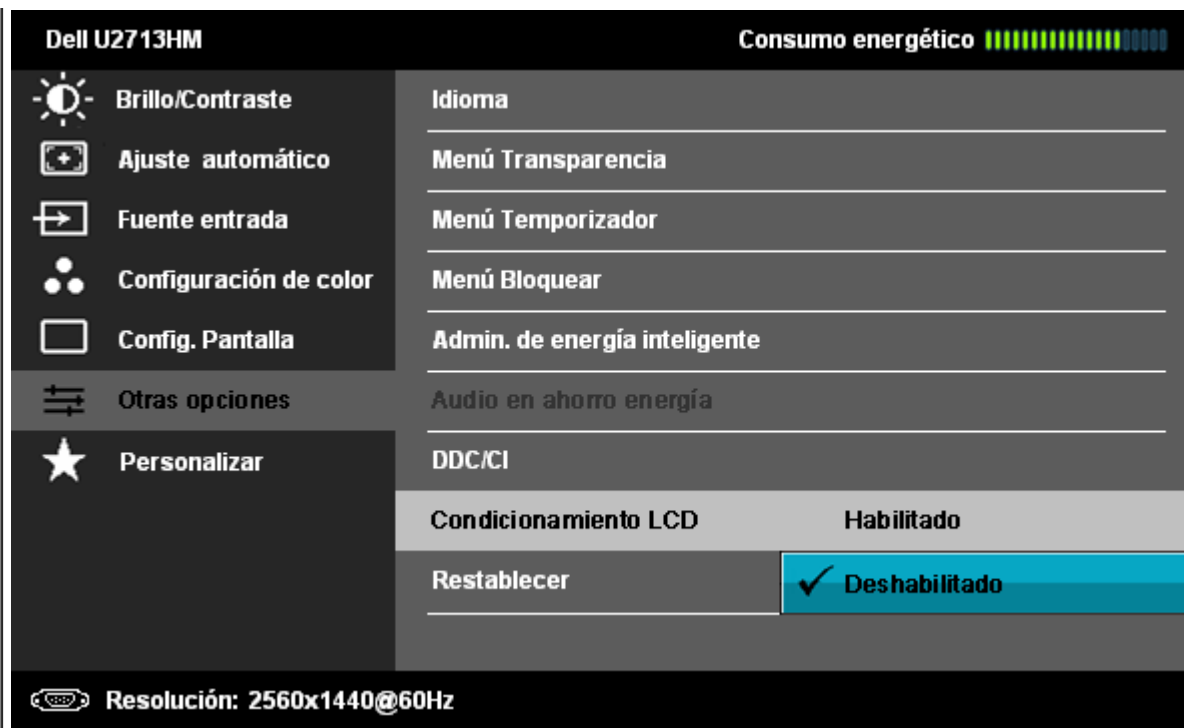 Dell U2713HM
Consumo energético
Brillo/Contraste
Ajuste automático
Fuente entrada
Configuración de color
Config. Pantalla
Otras opciones
Personalizar
Idioma
Menú Transparencia
Menú Temporizador
Menú Bloquear
Admin. de energía inteligente
Audio en ahorro energía
DDC/CI
Condicionamiento LCD
Habilitado
Restablecer
Deshabilitado
Resolución: 2560x1440@60Hz